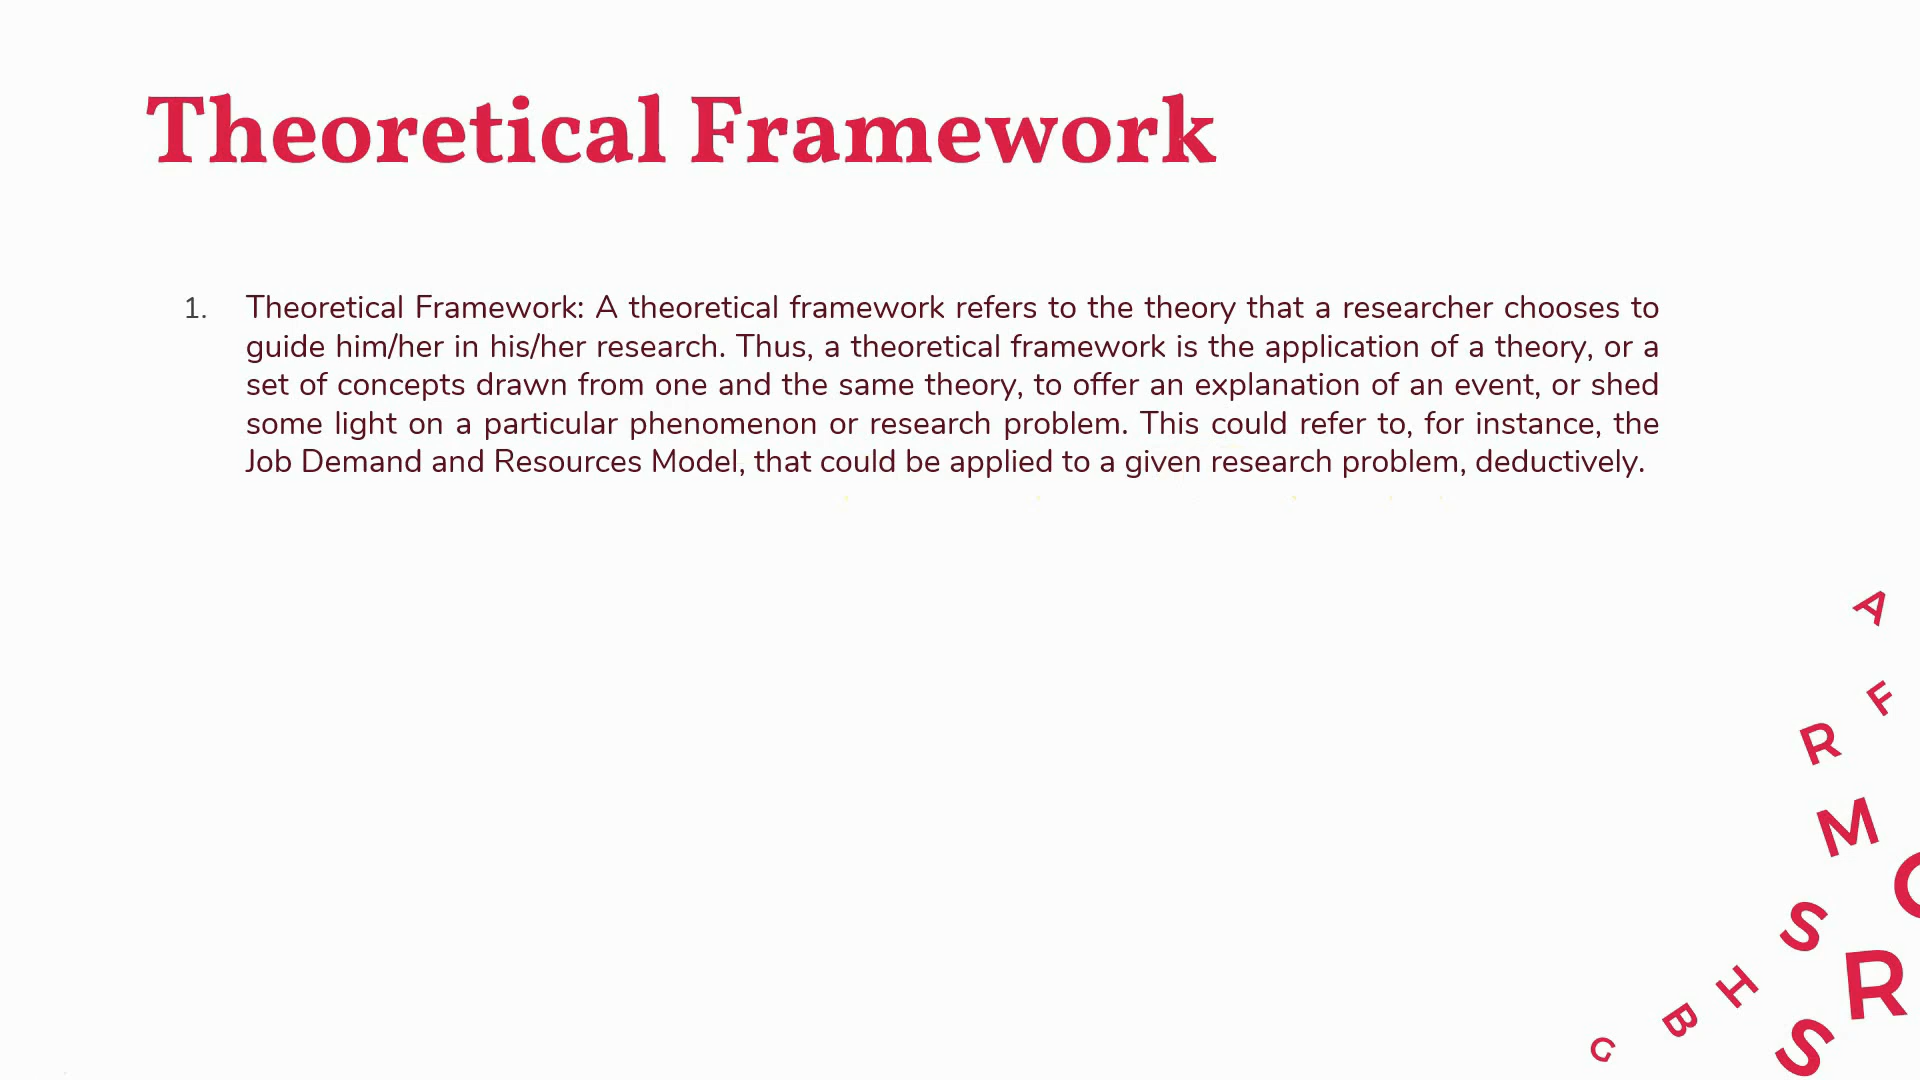 Theoretical Framework
1. Theoretical Framework: A theoretical framework refers to the theory that a researcher chooses to
guide him/her in his/her research. Thus, a theoretical framework is the application of a theory, or a
set of concepts drawn from one and the same theory, to offer an explanation of an event, or shed
some light on a particular phenomenon or research problem. This could refer to, for instance, the
Job Demand and Resources Model, that could be applied to a given research problem, deductively.
A
F
R
M
S
R
H
B
S